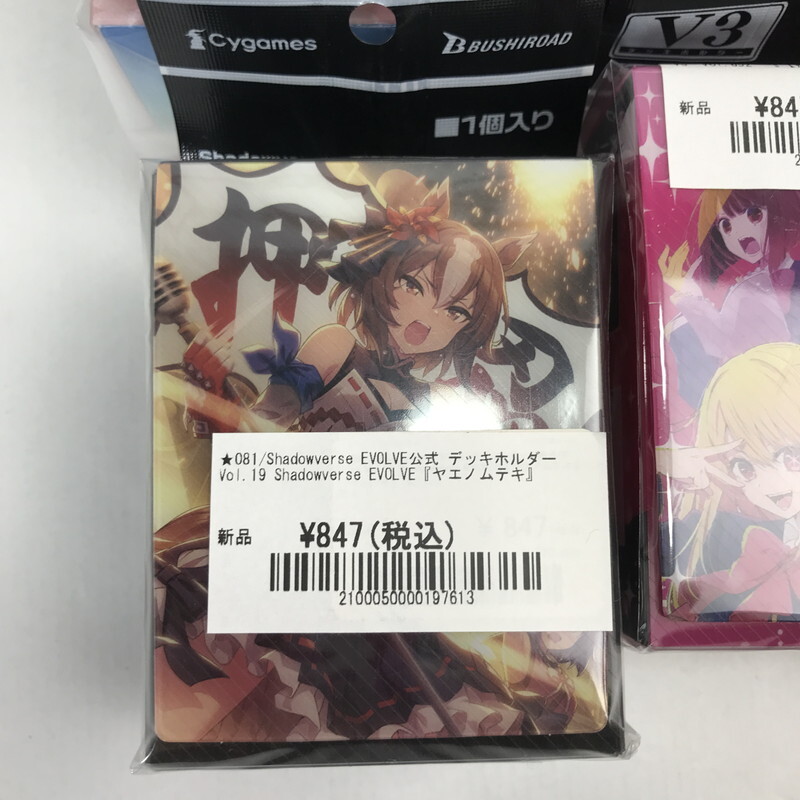 Cygames
BUSHIROAD
■1個入り
V3
新品 ¥84
押
★081/Shadowverse EVOLVE公式 デッキホルダー
Vol.19 Shadowverse EVOLVE『ヤエノムテキ』
新品 ¥847(税込)
2100050000197613